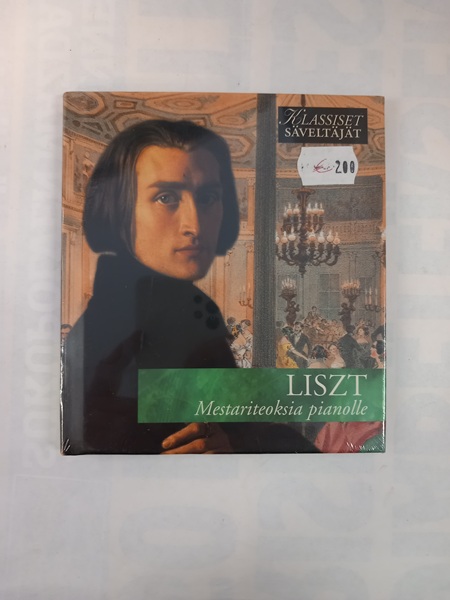 KLASSISET
SÄVELTÄJÄT
200
LISZT
Mestariteoksia pianolle